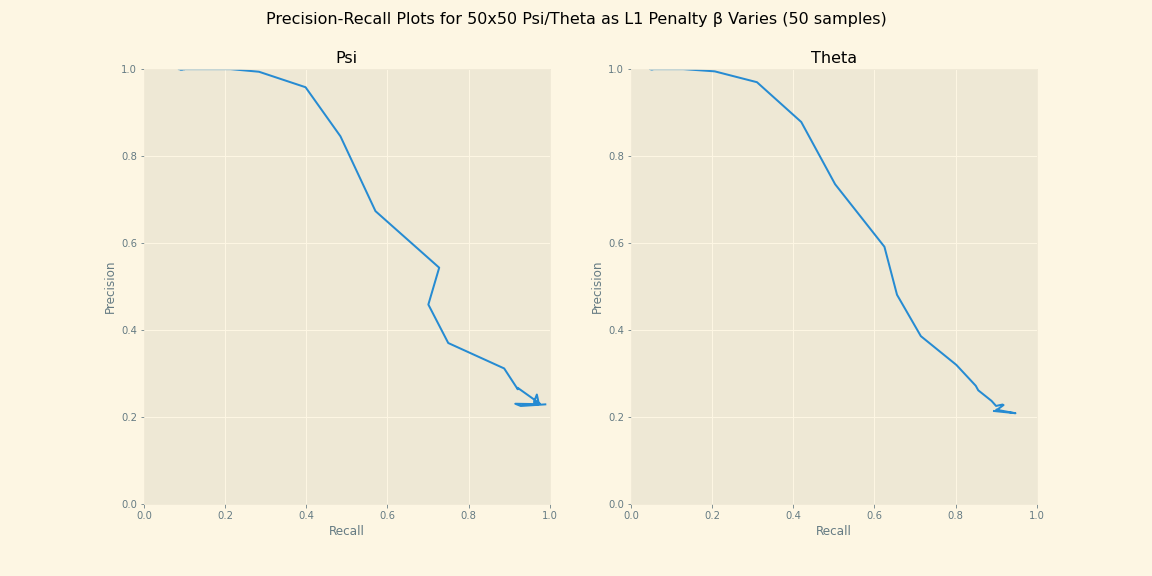 Precision-Recall Plots for 50x50 Psi/Theta as L1 Penalty β Varies (50 samples)
Psi
Theta
1.0
0.8
0.6
0.4
0.2
0.0
Precision
0.0 0.2 0.4 0.6 0.8 1.0
Recall
1.0
0.8
0.6
0.4
0.2
0.0
Precision
0.0 0.2 0.4 0.6 0.8 1.0
Recall